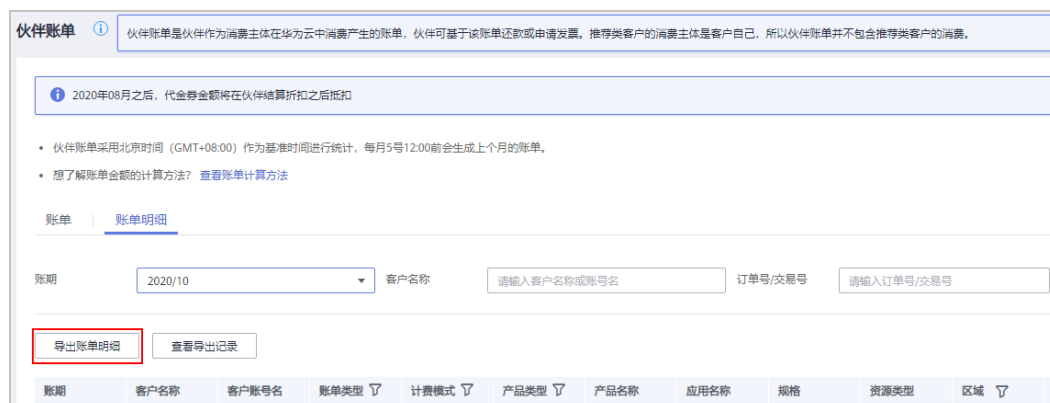 伙伴账单
伙伴账单是伙伴作为消费主体在华为云中消费产生的账单，伙伴可基于该账单还款或申请发票。推荐类客户的消费主体是客户自己，所以伙伴账单并不包含推荐类客户的消费。
2020年08月之后，代金券金额将在伙伴结算折扣之后抵扣
• 伙伴账单采用北京时间（GMT+08:00）作为基准时间进行统计，每月5号12:00前会生成上个月的账单。
• 想了解账单金额的计算方法？ 查看账单计算方法
账单 账单明细
账期 2020/10 客户名称 请输入客户名称或账号名 订单号/交易号 请输入订单号/交易号
导出账单明细 查看导出记录
账期 客户名称 客户账号名 账单类型 计费模式 产品类型 产品名称 应用名称 规格 资源类型 区域